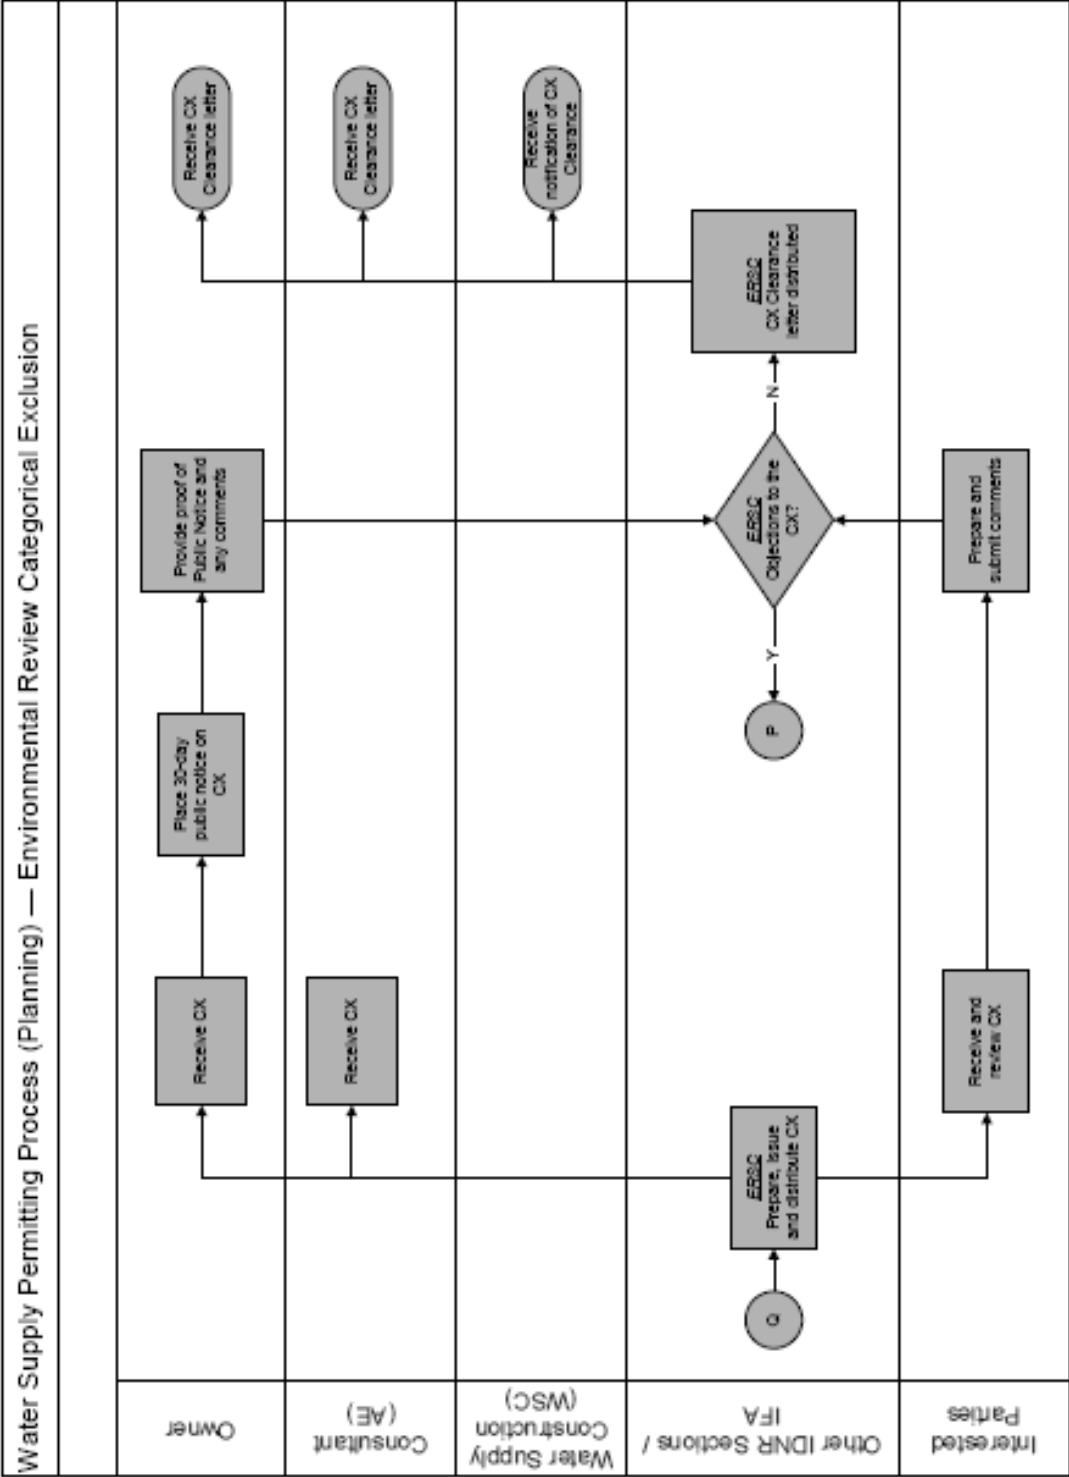 Water Supply Permitting Process (Planning) — Environmental Review Categorical Exclusion
Owner
Receive CX
Place 30-day
public notice on
CX
Provide proof of
Public Notice and
any comments
Receive CX
Clearance letter
Consultant
(AE)
Receive CX
Receive CX
Clearance letter
Water Supply
Construction
(WSC)
Receive
notification of CX
Clearance
Other IDNR Sections /
IFA
Q
ERSC
Prepare, issue
and distribute CX
P
Y
ERSC
Objections to the
CX?
N
ERSC
CX Clearance
letter distributed
Interested
Parties
Receive and
review CX
Prepare and
submit comments